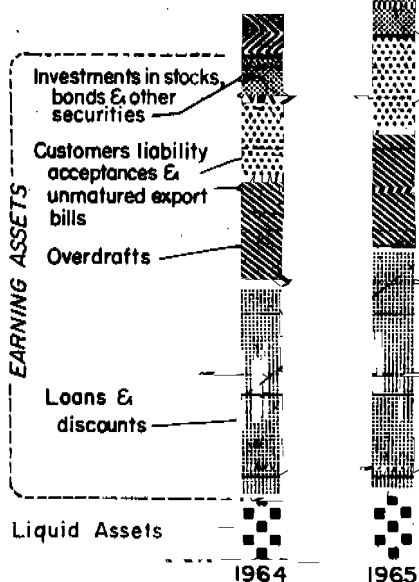 Investments in stocks,
bonds & other
securities
Customers liability
acceptances &
unmatured export
bills
Overdrafts
EARNING ASSETS
Loans &
discounts
Liquid Assets
1964 1965